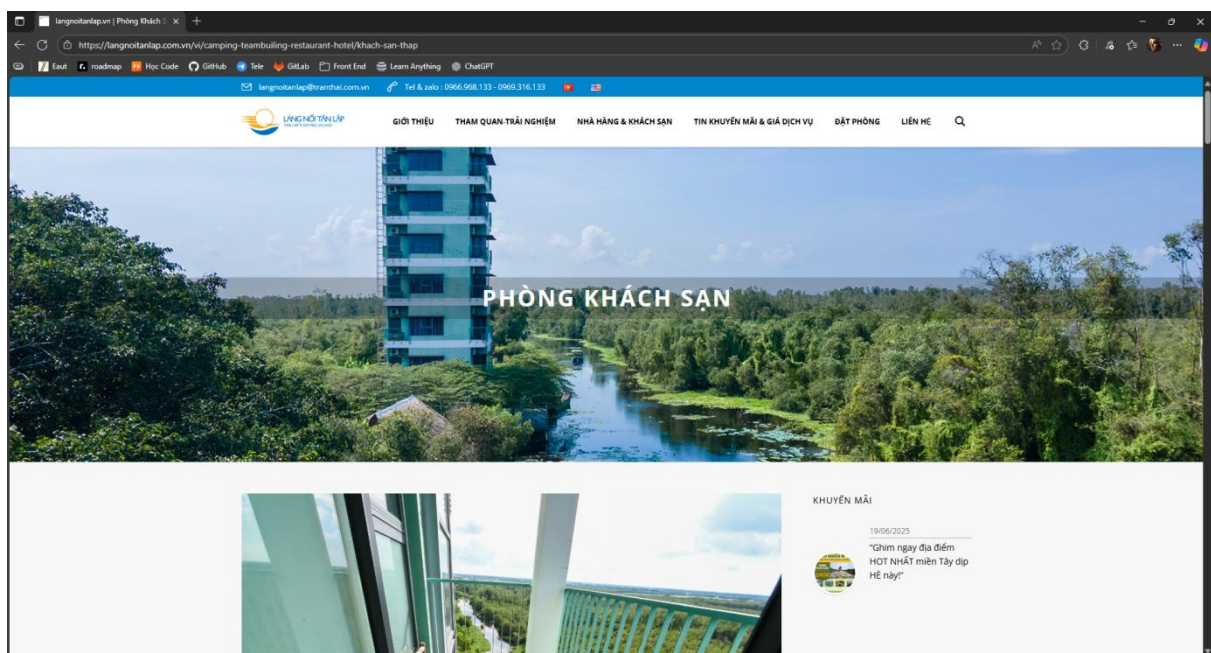 langnoitanlap.vn | Phòng Khách S
https://langnoitanlap.com.vn/vi/camping-teambuiling-restaurant-hotel/khach-san-thap
Eaut roadmap Học Code GitHub Tele GitLab Front End Learn Anything ChatGPT
langnoitanlap@tranthai.com.vn Tel & zalo : 0966.968.133 - 0969.316.133
LÀNG NỔI TÂN LẬP
TAN LAP FLOATING VILLAGE
GIỚI THIỆU THAM QUAN-TRẢI NGHIỆM NHÀ HÀNG & KHÁCH SẠN TIN KHUYẾN MÃI & GIÁ DỊCH VỤ ĐẶT PHÒNG LIÊN HỆ
PHÒNG KHÁCH SẠN
KHUYẾN MÃI
19/06/2025
"Ghim ngay địa điểm
HOT NHẤT miền Tây dịp
HÈ này!"